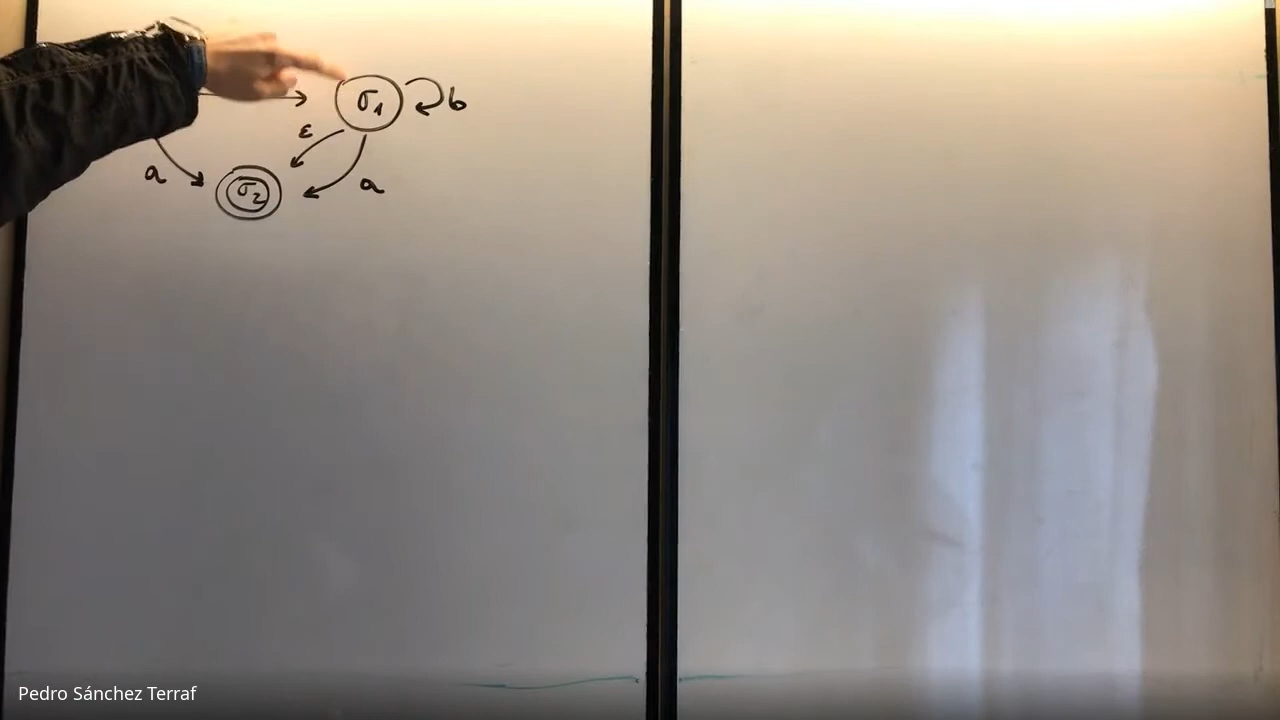 σ₁ b
ε
a σ₂ a
Pedro Sánchez Terraf